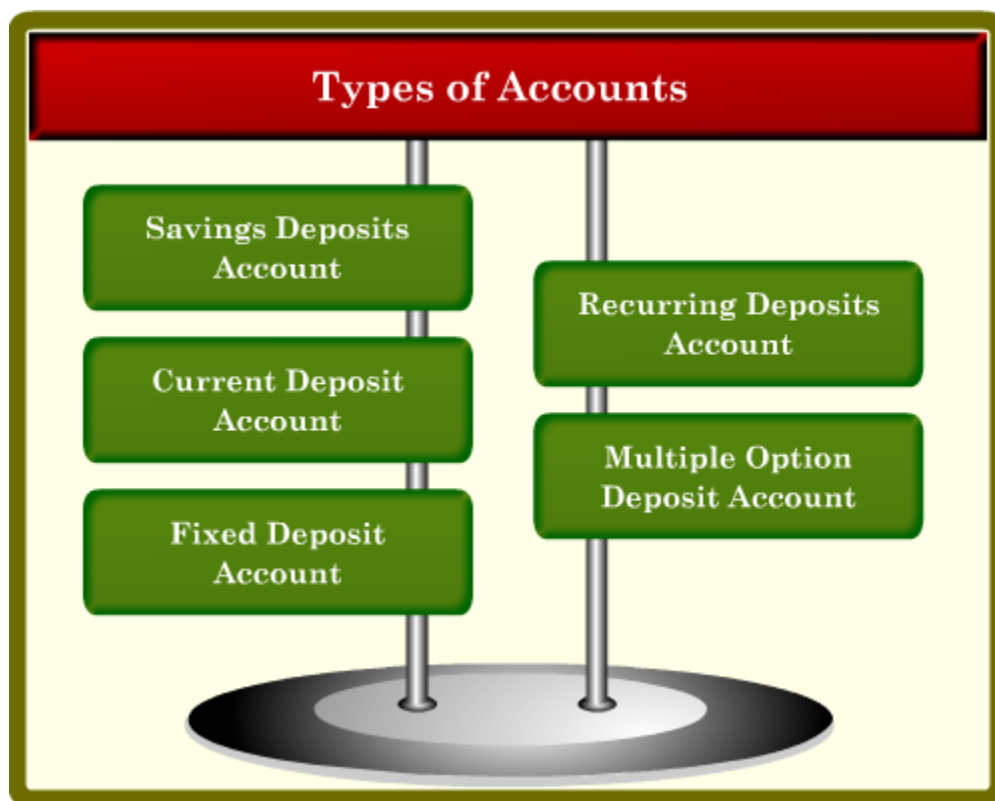 Types of Accounts
Savings Deposits
Account
Current Deposit
Account
Fixed Deposit
Account
Recurring Deposits
Account
Multiple Option
Deposit Account